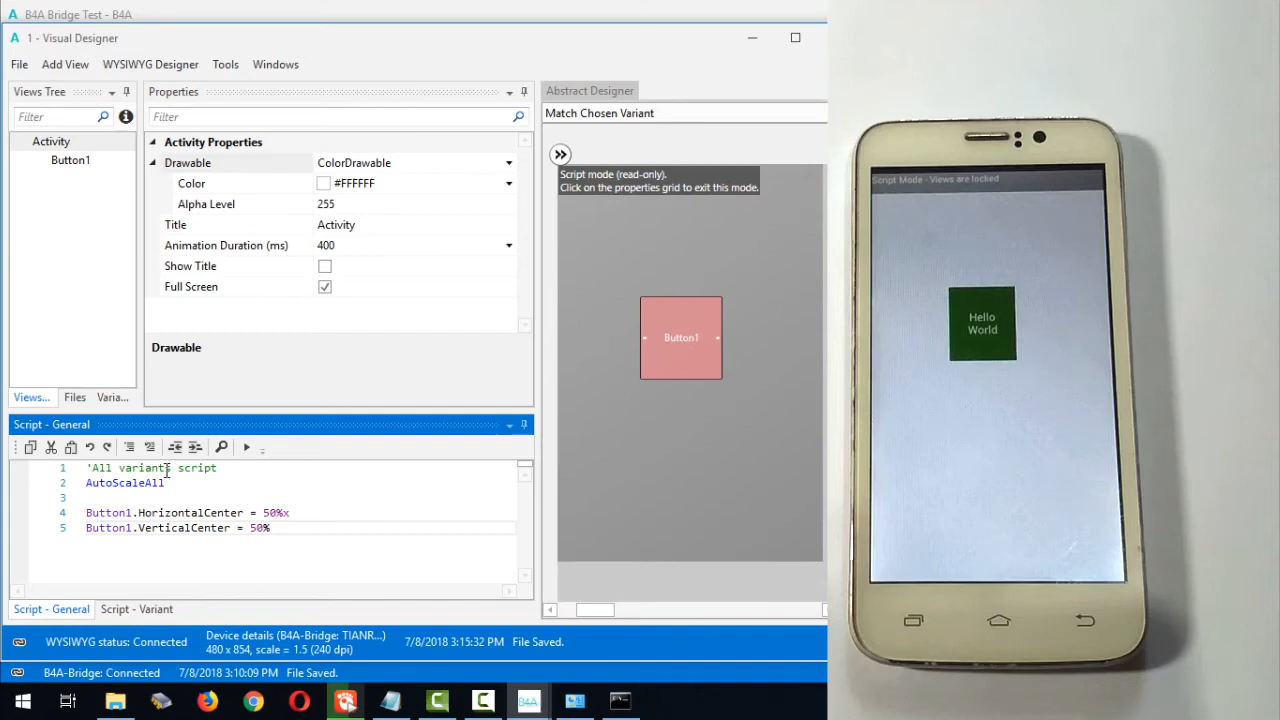 B4A Bridge Test - B4A
1 - Visual Designer
File Add View WYSIWYG Designer Tools Windows
Views Tree
Filter
Activity
Button1
Views... Files Varia...
Properties
Filter
Activity Properties
Drawable ColorDrawable
Color #FFFFFF
Alpha Level 255
Title Activity
Animation Duration (ms) 400
Show Title
Full Screen
Drawable
Abstract Designer
Match Chosen Variant
Script mode (read-only).
Click on the properties grid to exit this mode.
Button1
Script - General
1 'All variants script
2 AutoScaleAll
3
4 Button1.HorizontalCenter = 50%x
5 Button1.VerticalCenter = 50%
Script - General Script - Variant
WYSIWYG status: Connected
Device details (B4A-Bridge: TIANR...
480 x 854, scale = 1.5 (240 dpi)
7/8/2018 3:15:32 PM File Saved.
B4A-Bridge: Connected 7/8/2018 3:10:09 PM File Saved.
B4A
Script Mode - Views are locked
Hello
World